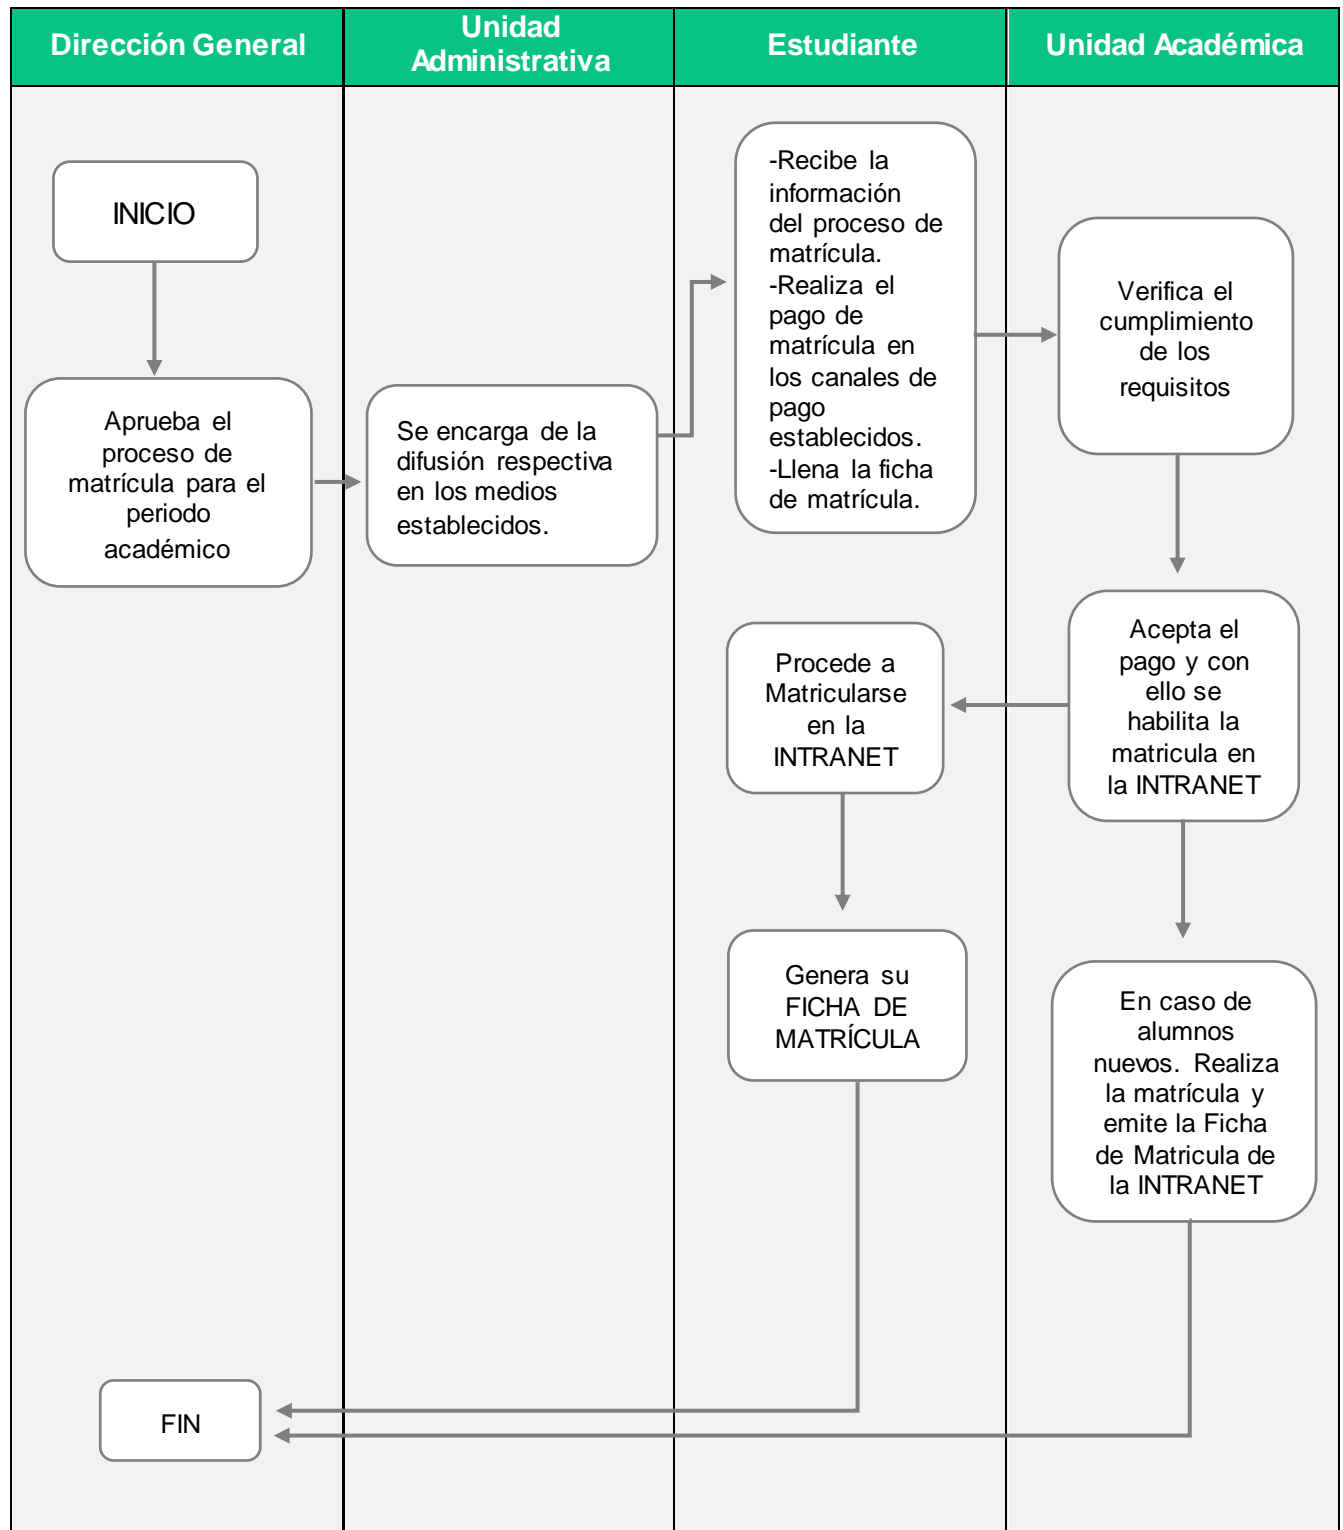 Dirección General
Unidad
Administrativa
Estudiante
Unidad Académica
INICIO
Aprueba el
proceso de
matrícula para el
periodo
académico
Se encarga de la
difusión respectiva
en los medios
establecidos.
-Recibe la
información
del proceso de
matrícula.
-Realiza el
pago de
matrícula en
los canales de
pago
establecidos.
-Llena la ficha
de matrícula.
Verifica el
cumplimiento
de los
requisitos
Acepta el
pago y con
ello se
habilita la
matricula en
la INTRANET
Procede a
Matricularse
en la
INTRANET
Genera su
FICHA DE
MATRÍCULA
En caso de
alumnos
nuevos. Realiza
la matrícula y
emite la Ficha
de Matricula de
la INTRANET
FIN